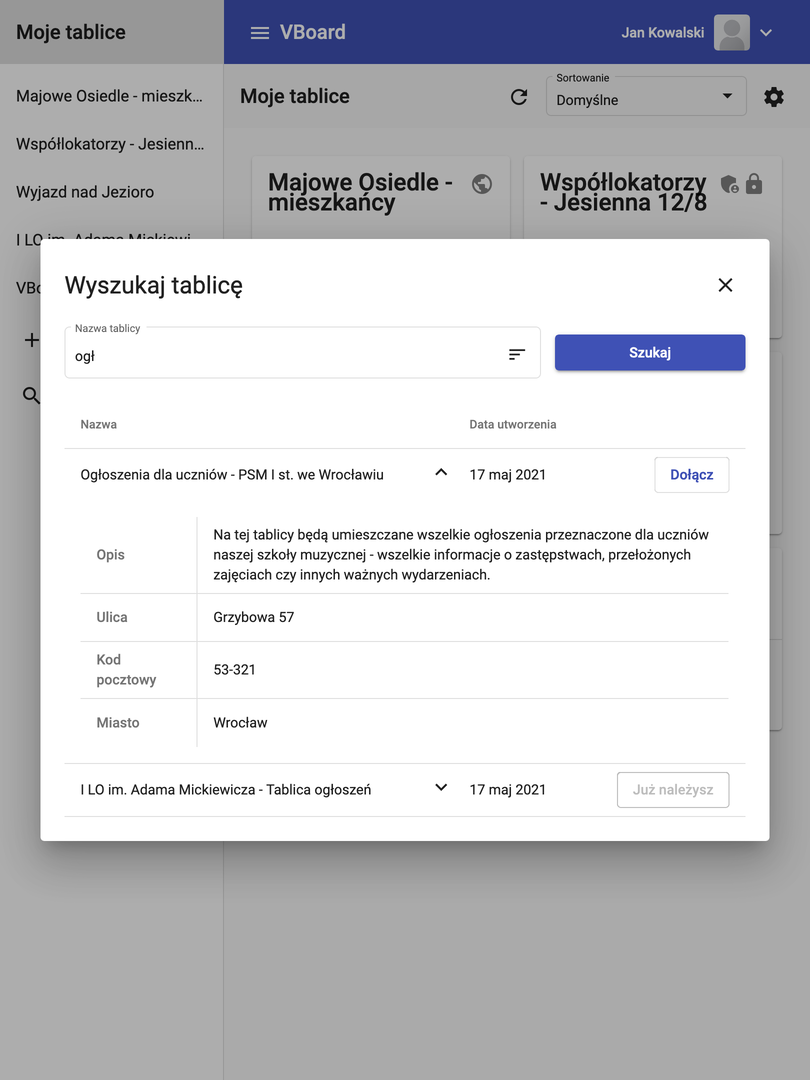 Moje tablice
VBoard
Jan Kowalski
Majowe Osiedle - mieszk...
Współlokatorzy - Jesienn...
Wyjazd nad Jezioro
I LO im. Adama Mickiewi
VBo
Moje tablice
Sortowanie
Domyślne
Majowe Osiedle -
mieszkańcy
Współlokatorzy
- Jesienna 12/8
Wyszukaj tablicę
Nazwa tablicy
ogł
Szukaj
Nazwa
Data utworzenia
Ogłoszenia dla uczniów - PSM I st. we Wrocławiu
17 maj 2021
Dołącz
Opis
Na tej tablicy będą umieszczane wszelkie ogłoszenia przeznaczone dla uczniów
naszej szkoły muzycznej - wszelkie informacje o zastępstwach, przełożonych
zajęciach czy innych ważnych wydarzeniach.
Ulica
Grzybowa 57
Kod
pocztowy
53-321
Miasto
Wrocław
I LO im. Adama Mickiewicza - Tablica ogłoszeń
17 maj 2021
Już należysz